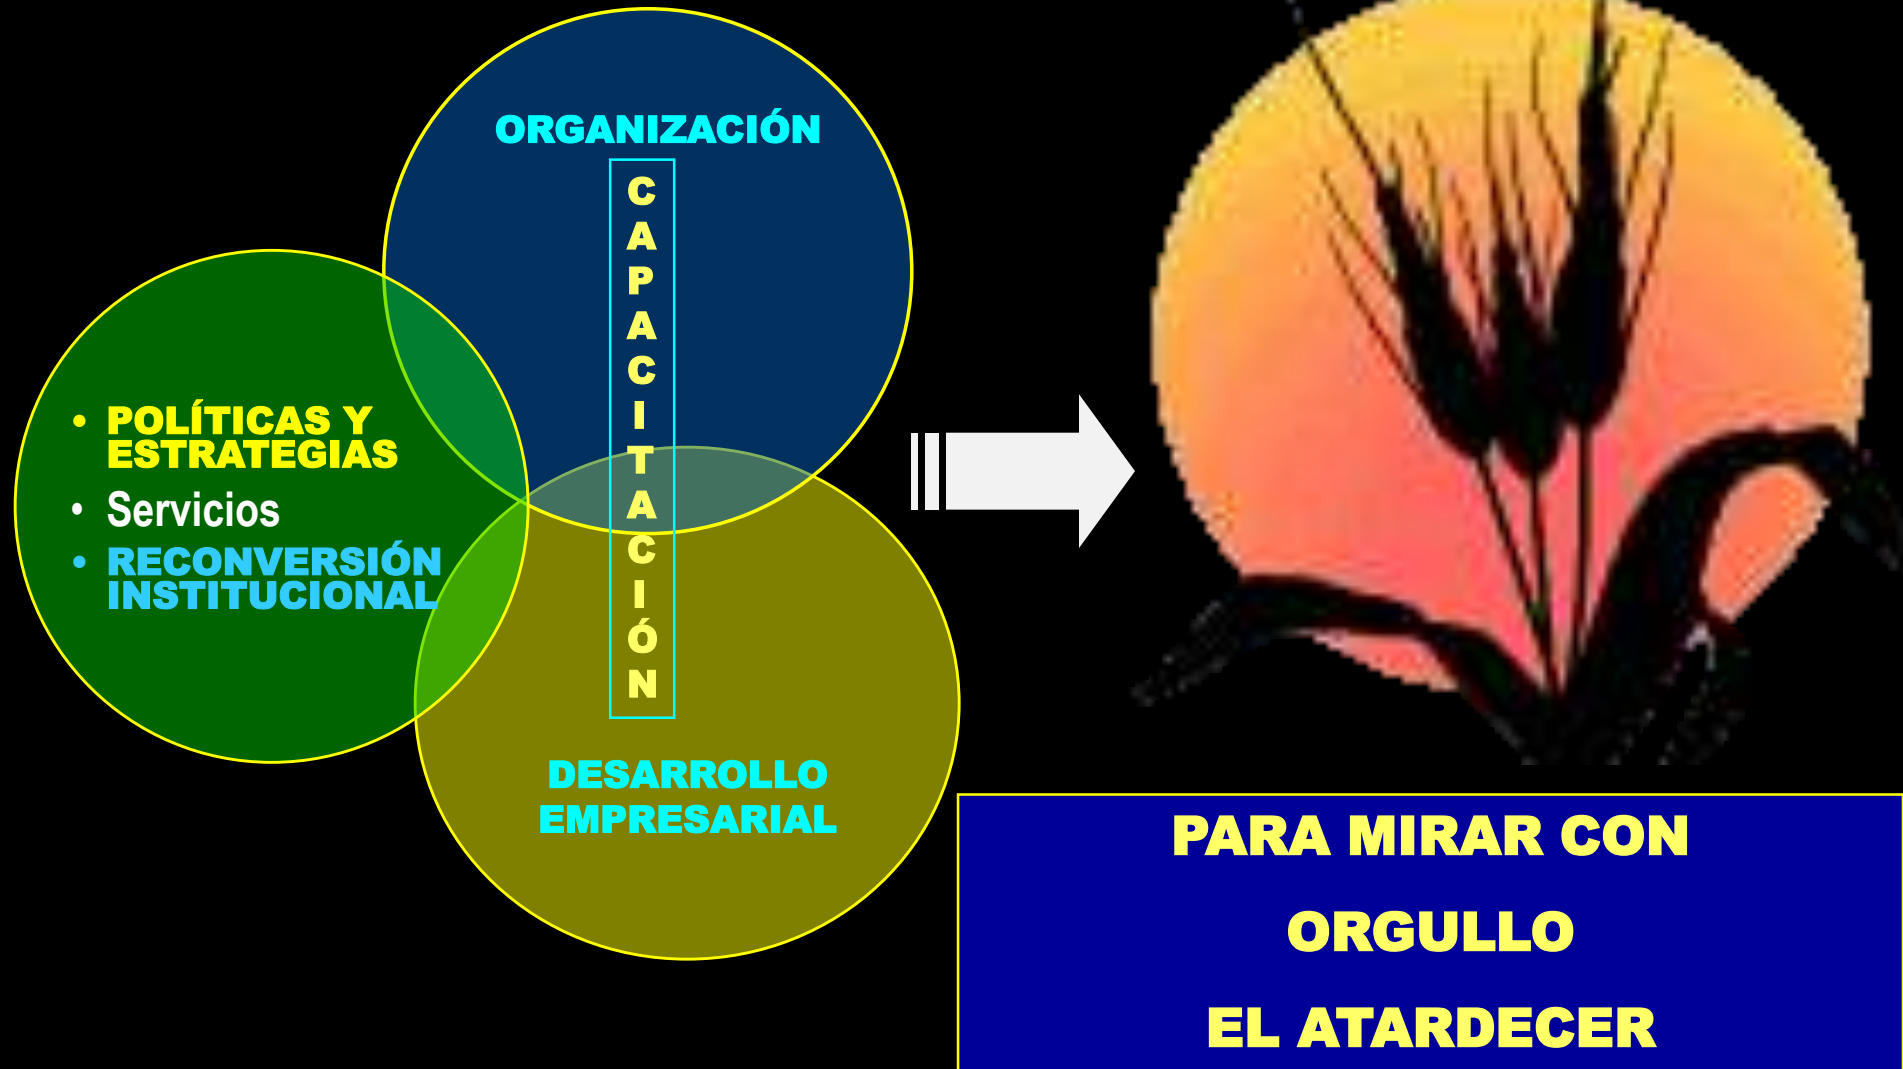 ORGANIZACIÓN
C
A
P
A
C
I
T
A
C
I
Ó
N
• POLÍTICAS Y
ESTRATEGIAS
• Servicios
• RECONVERSIÓN
INSTITUCIONAL
DESARROLLO
EMPRESARIAL
PARA MIRAR CON
ORGULLO
EL ATARDECER